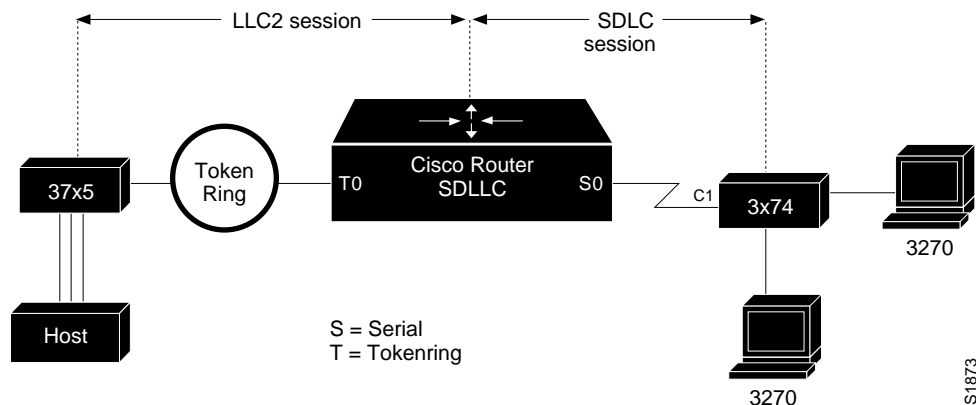 LLC2 session
SDLC
session
Token
Ring
Cisco Router
SDLLC
T0
S0
37x5
C1
3x74
3270
Host
S = Serial
T = Tokenring
3270
S1873